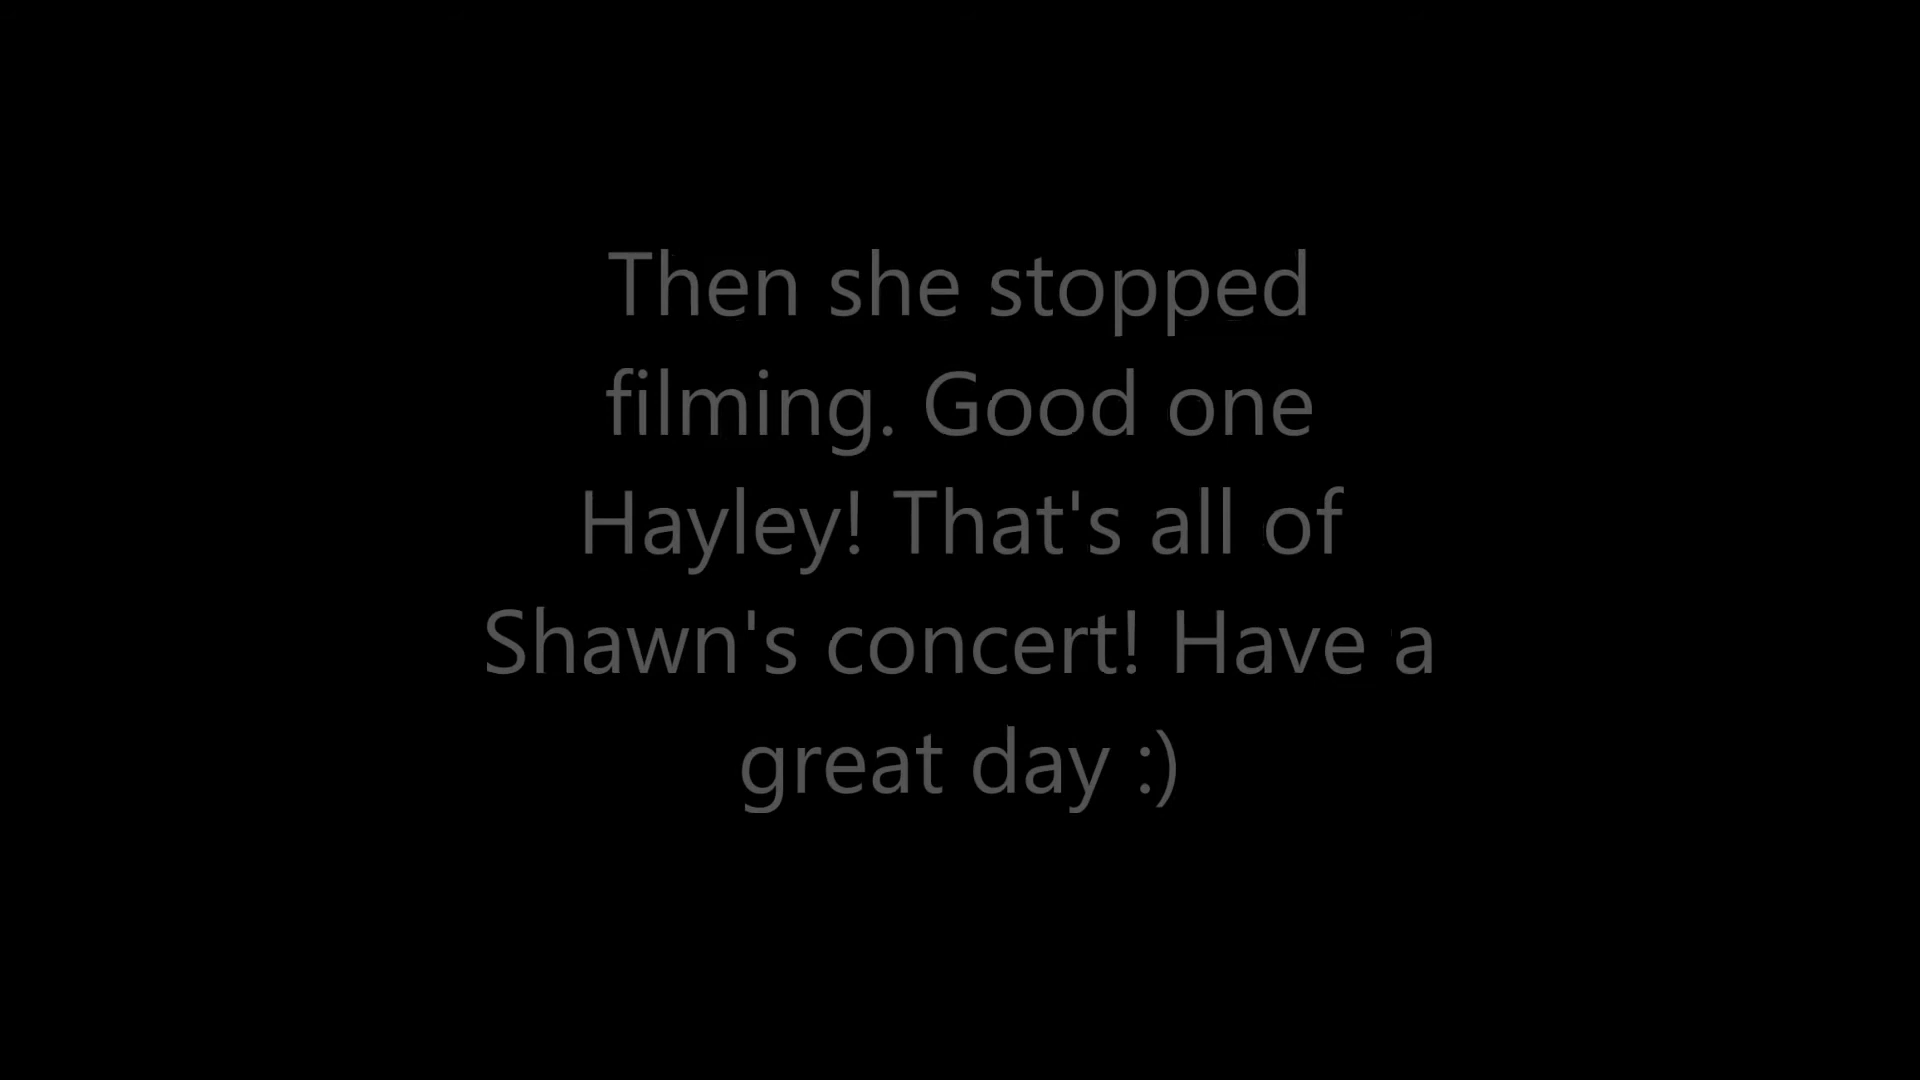 Then she stopped
filming. Good one
Hayley! That's all of
Shawn's concert! Have a
great day :)